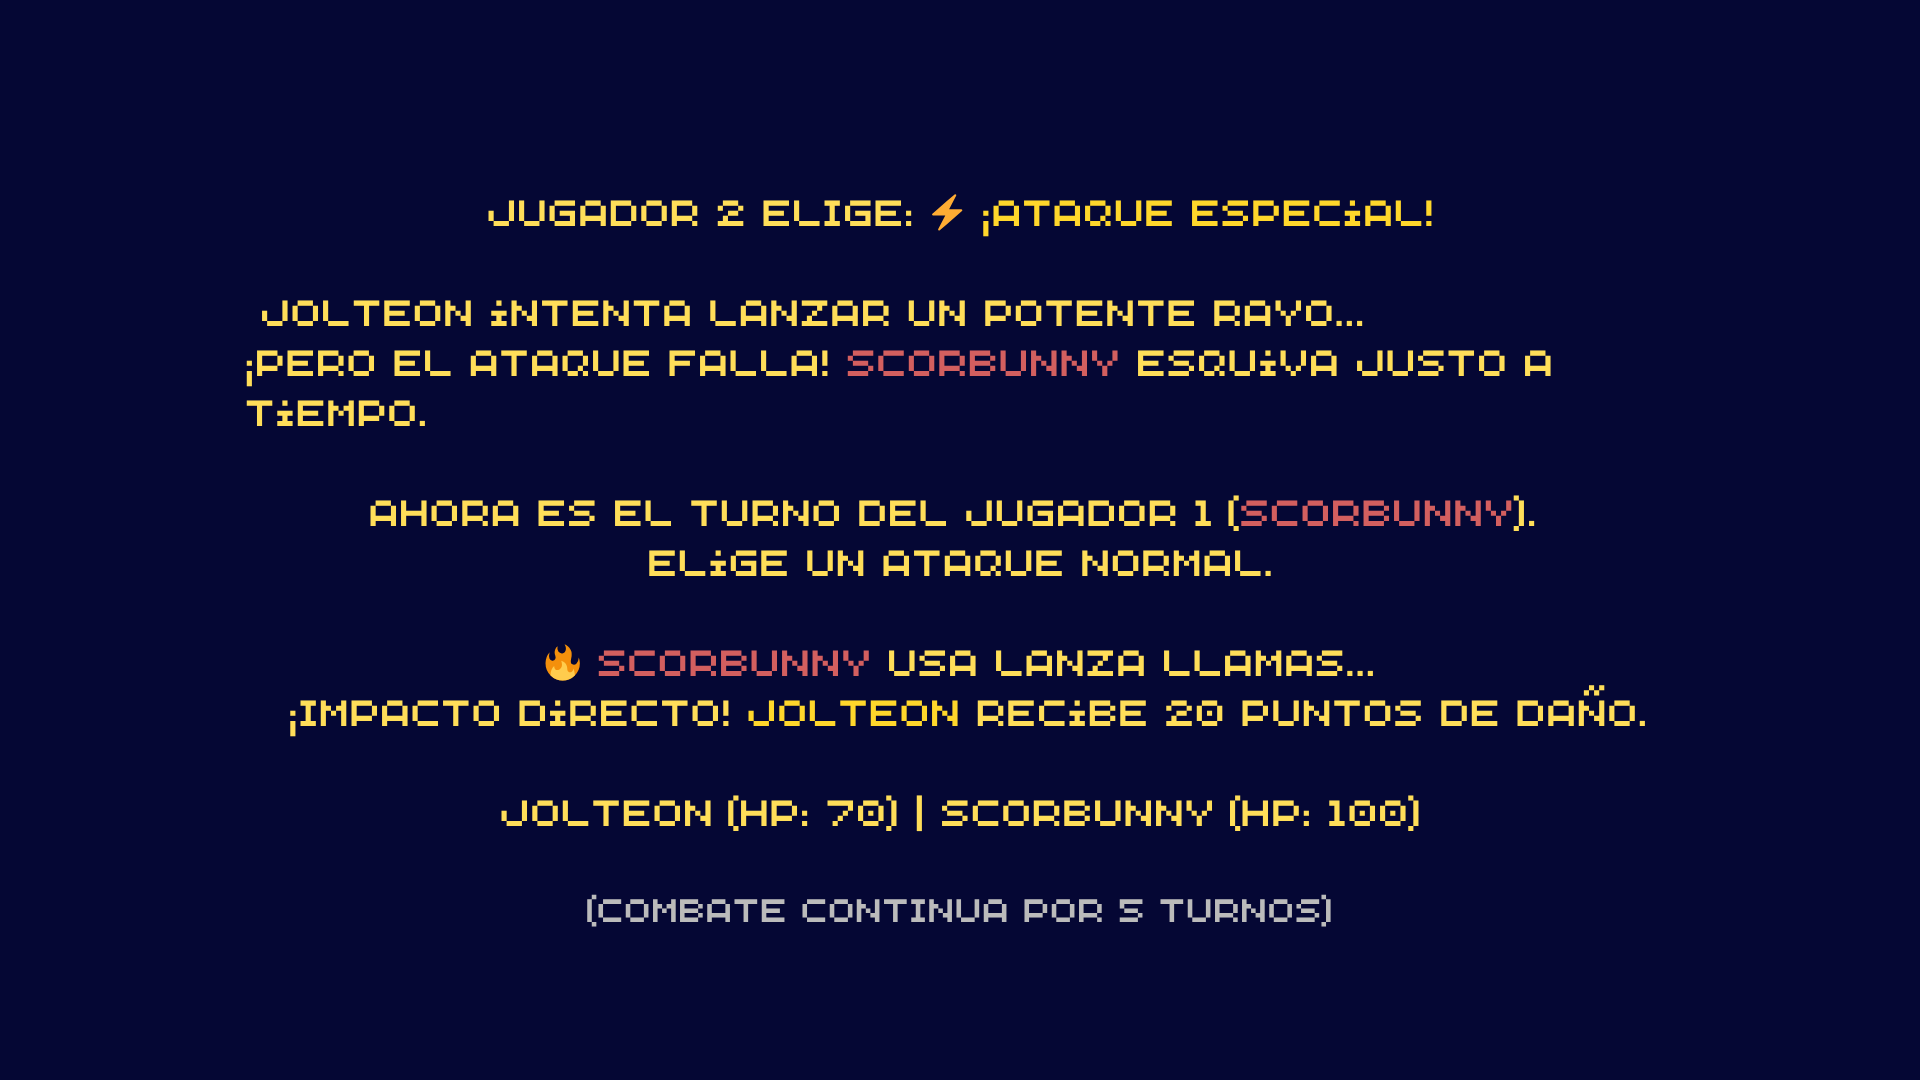 JUGADOR 2 ELIGE: ⚡ ¡ATAQUE ESPECiAL!
JOLTEON iNTENTA LANZAR UN POTENTE RAYO...
¡PERO EL ATAQUE FALLA! SCORBUNNY ESQUiVA JUSTO A
TiEMPO.
AHORA ES EL TURNO DEL JUGADOR 1 (SCORBUNNY).
ELiGE UN ATAQUE NORMAL.
🔥 SCORBUNNY USA LANZA LLAMAS...
¡IMPACTO DiRECTO! JOLTEON RECiBE 20 PUNTOS DE DAÑO.
JOLTEON (HP: 70) | SCORBUNNY (HP: 100)
(COMBATE CONTINUA POR 5 TURNOS)